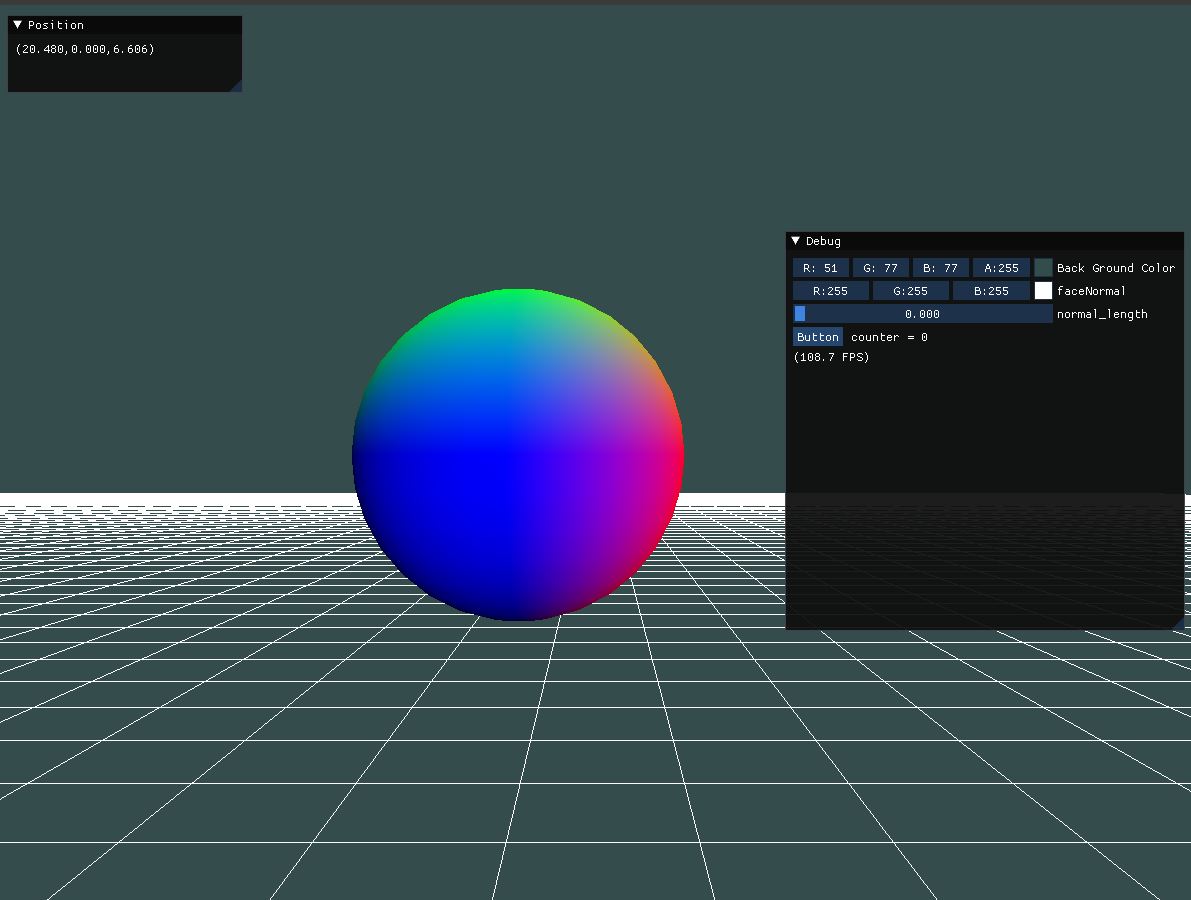 Position
(20.480,0.000,6.606)
Debug
R: 51 G: 77 B: 77 A:255 Back Ground Color
R:255 G:255 B:255 faceNormal
0.000 normal_length
Button counter = 0
(108.7 FPS)